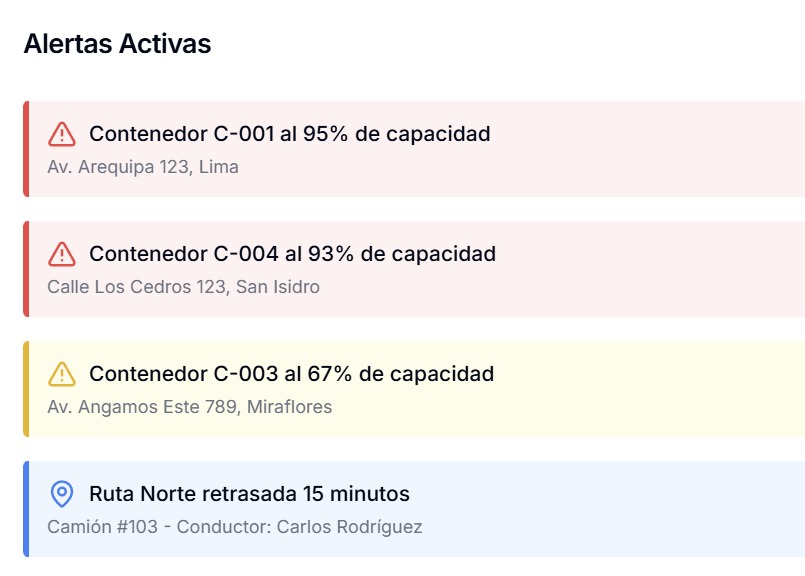 Alertas Activas
Contenedor C-001 al 95% de capacidad
Av. Arequipa 123, Lima
Contenedor C-004 al 93% de capacidad
Calle Los Cedros 123, San Isidro
Contenedor C-003 al 67% de capacidad
Av. Angamos Este 789, Miraflores
Ruta Norte retrasada 15 minutos
Camión #103 - Conductor: Carlos Rodríguez